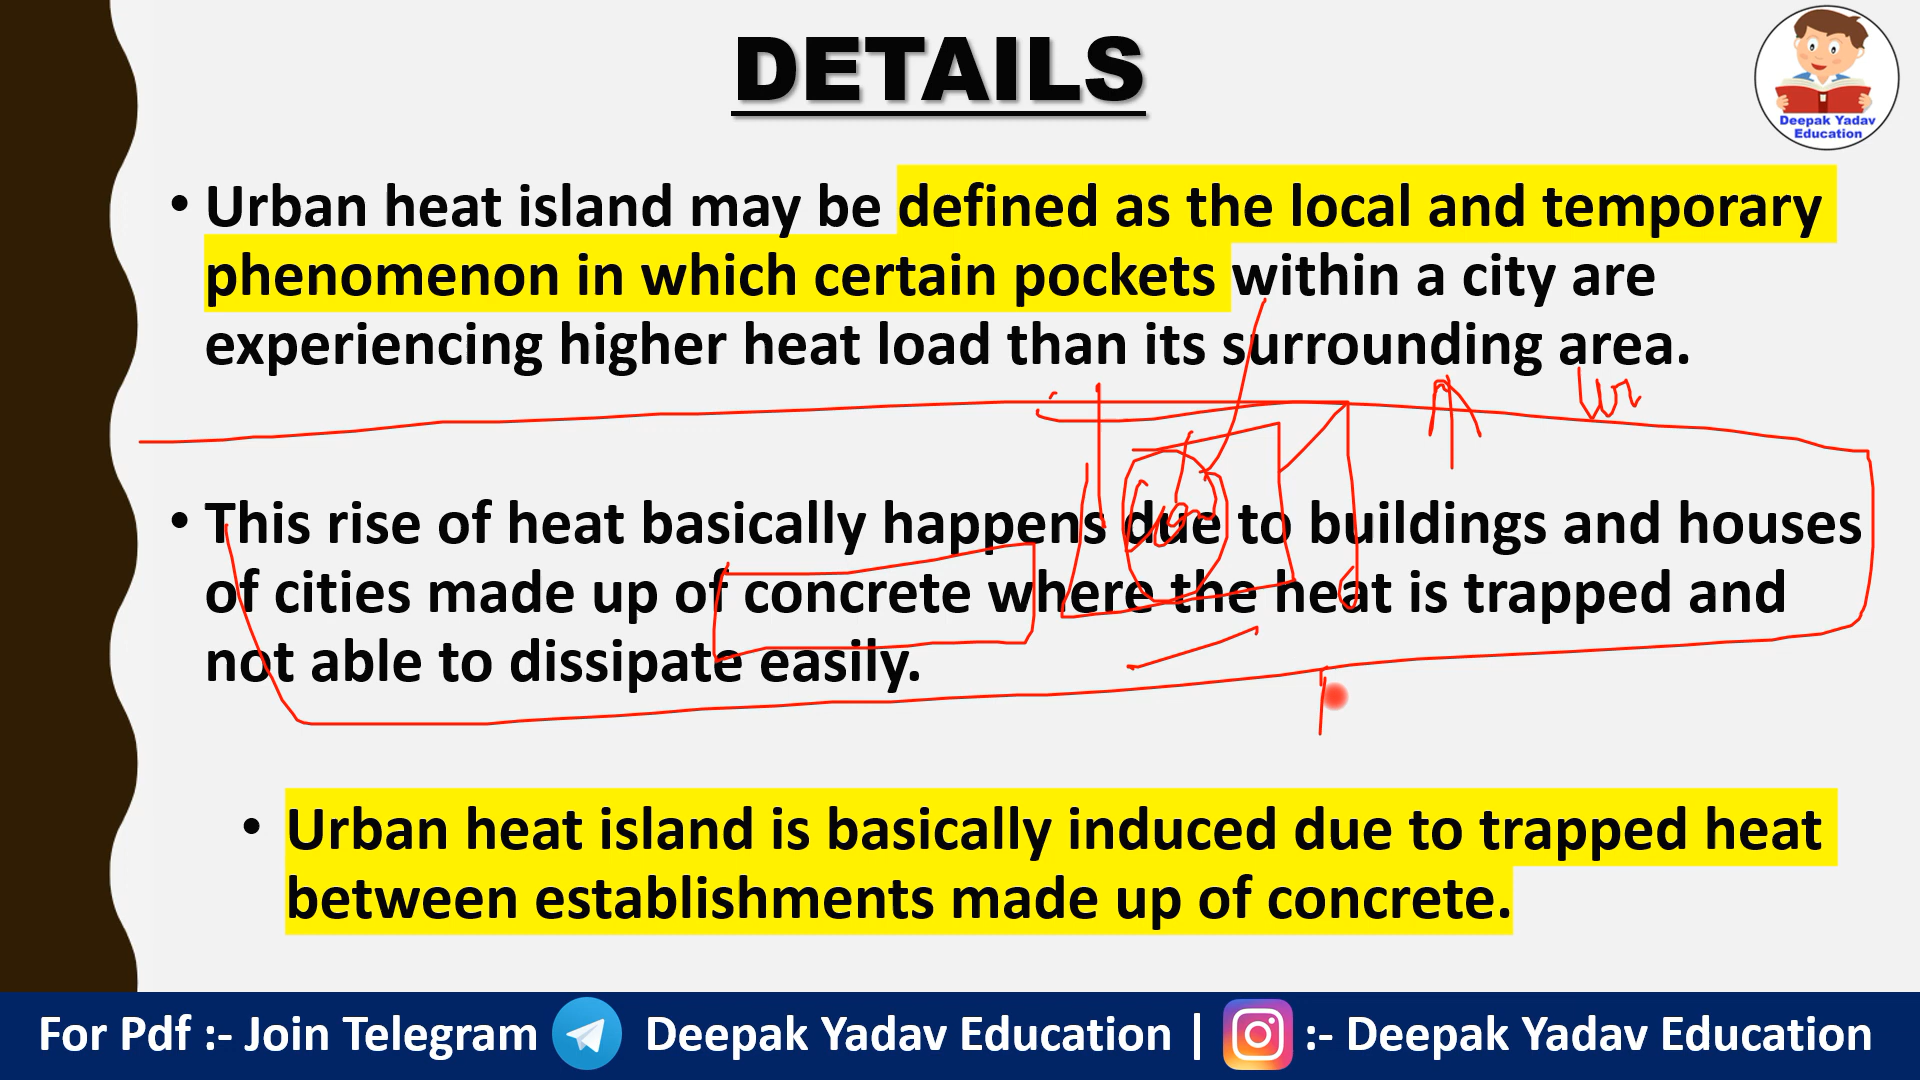 DETAILS
Deepak Yadav
Education
• Urban heat island may be defined as the local and temporary
phenomenon in which certain pockets within a city are
experiencing higher heat load than its surrounding area.
• This rise of heat basically happens due to buildings and houses
of cities made up of concrete where the heat is trapped and
not able to dissipate easily.
• Urban heat island is basically induced due to trapped heat
between establishments made up of concrete.
For Pdf :- Join Telegram Deepak Yadav Education | :- Deepak Yadav Education